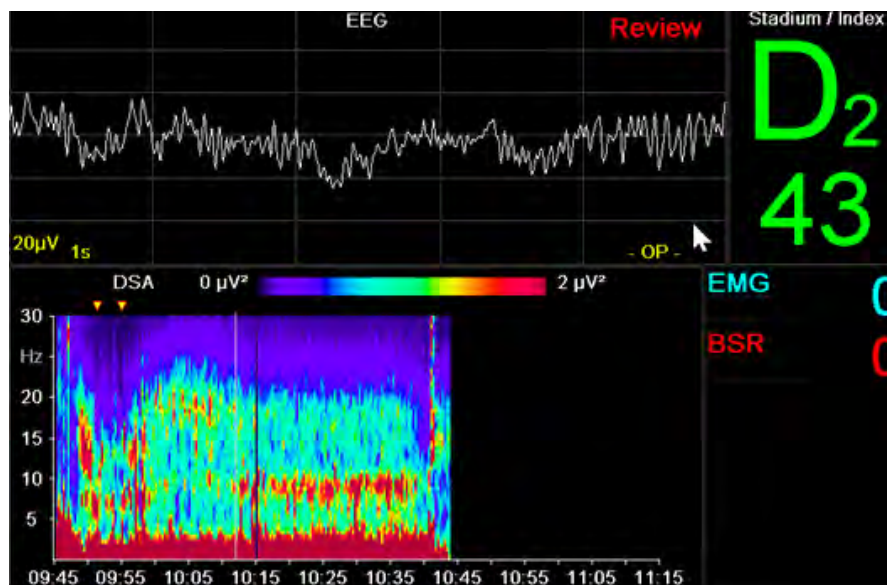 EEG
Review
Stadium / Index
D2
43
20µV 1s
- OP -
DSA 0 µV² 2 µV²
EMG 0
BSR 0
30
Hz
20
15
10
5
09:45 09:55 10:05 10:15 10:25 10:35 10:45 10:55 11:05 11:15